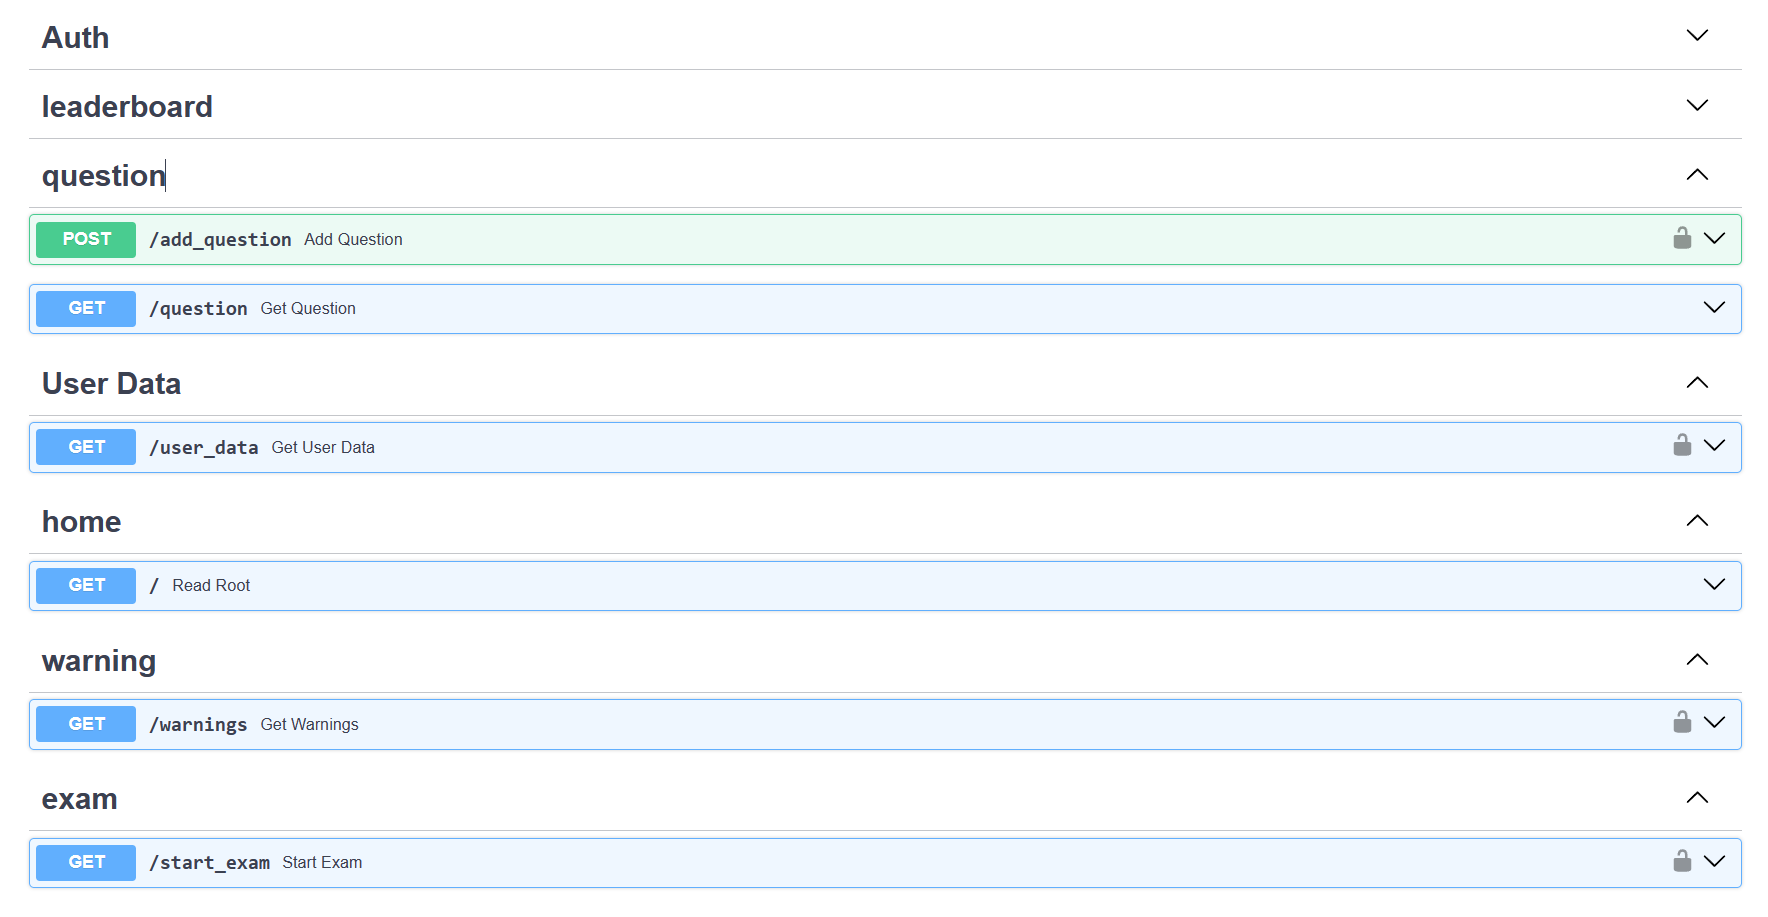 Auth
leaderboard
question
POST /add_question Add Question
GET /question Get Question
User Data
GET /user_data Get User Data
home
GET / Read Root
warning
GET /warnings Get Warnings
exam
GET /start_exam Start Exam